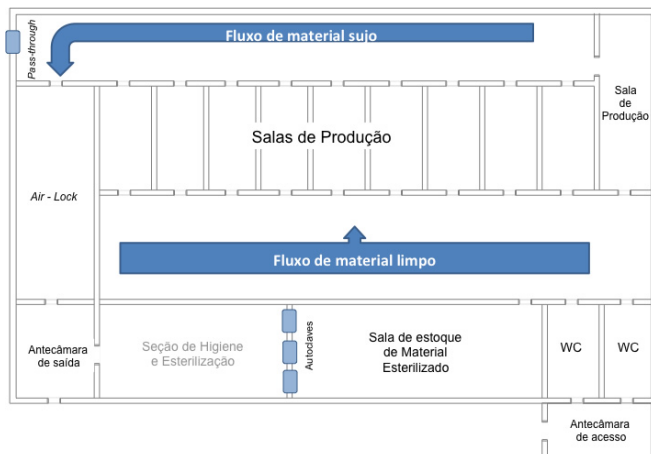 Pass-through
Fluxo de material sujo
Sala
de
Produção
Salas de Produção
Air - Lock
Fluxo de material limpo
Antecâmara
de saída
Seção de Higiene
e Esterilização
Autoclaves
Sala de estoque
de Material
Esterilizado
WC
WC
Antecâmara
de acesso